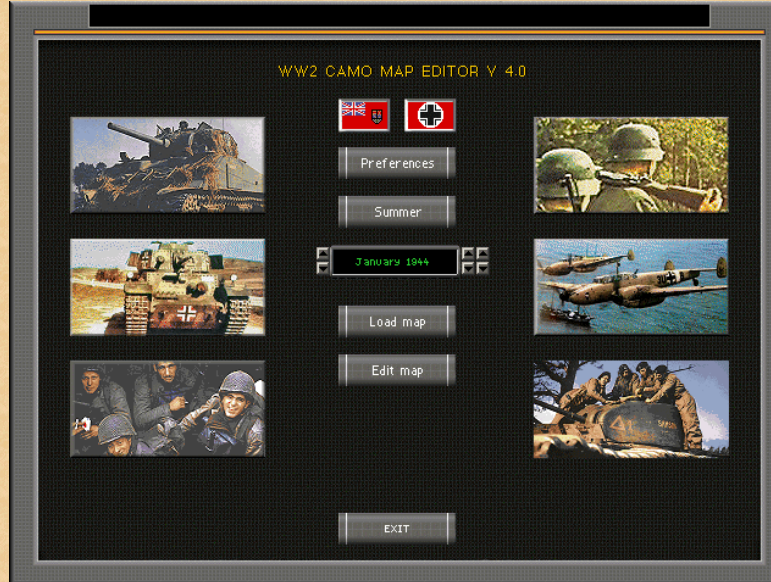 WW2 CAMO MAP EDITOR V 4.0
Preferences
Summer
January 1944
Load map
Edit map
EXIT